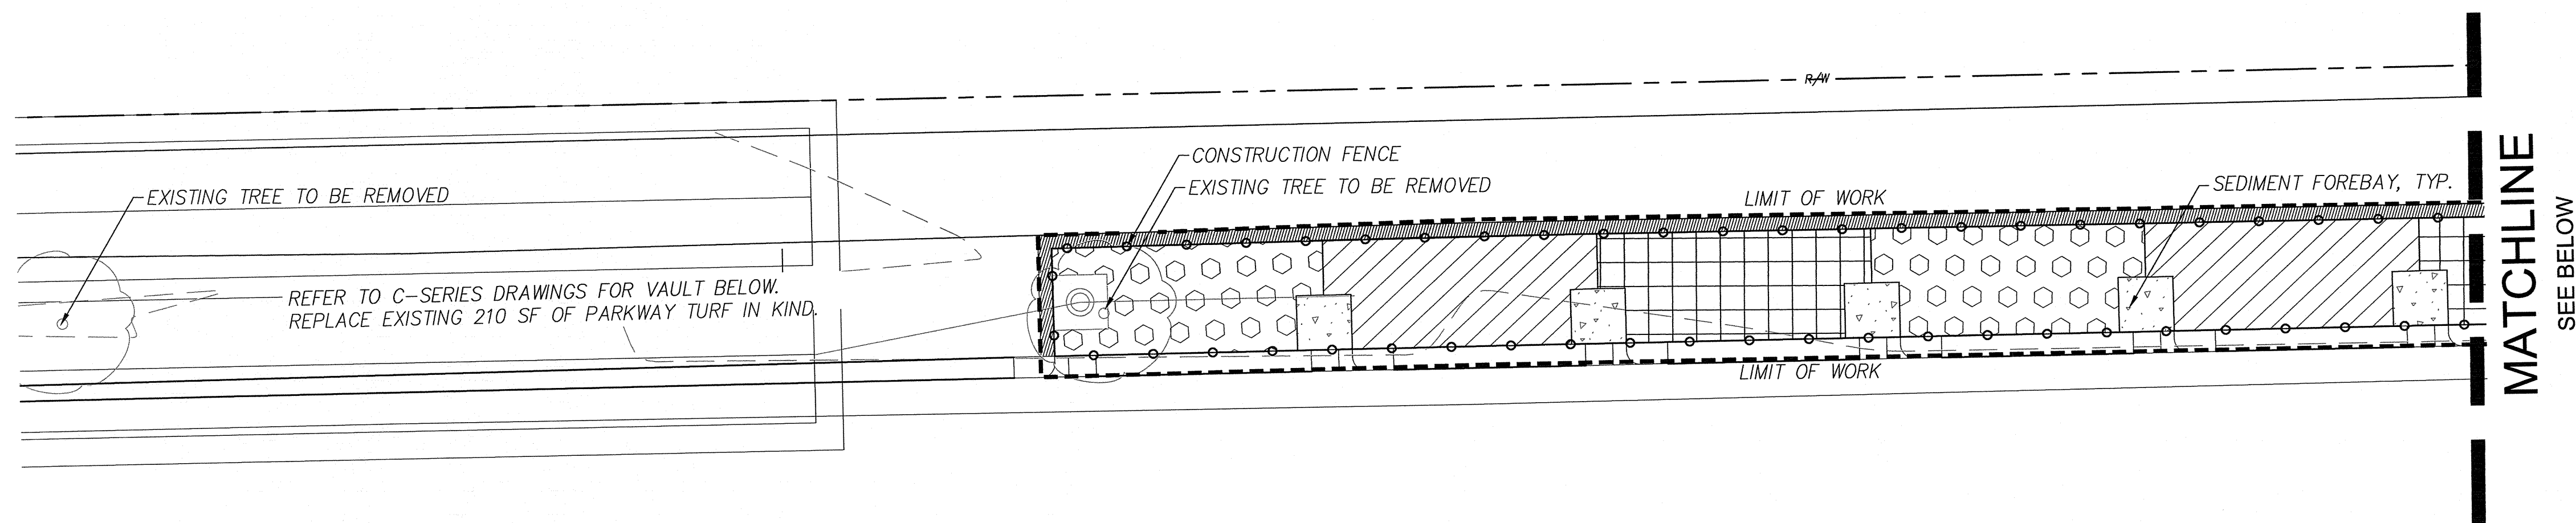 R/W
CONSTRUCTION FENCE
EXISTING TREE TO BE REMOVED
EXISTING TREE TO BE REMOVED
LIMIT OF WORK
SEDIMENT FOREBAY, TYP.
REFER TO C-SERIES DRAWINGS FOR VAULT BELOW.
REPLACE EXISTING 210 SF OF PARKWAY TURF IN KIND.
LIMIT OF WORK
MATCHLINE
SEE BELOW